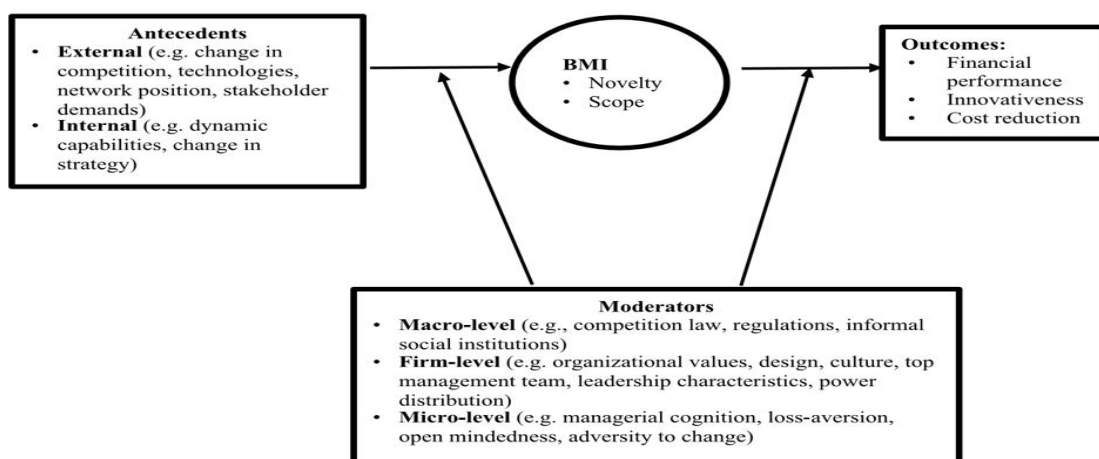 Antecedents
• External (e.g. change in
competition, technologies,
network position, stakeholder
demands)
• Internal (e.g. dynamic
capabilities, change in
strategy)
BMI
• Novelty
• Scope
Outcomes:
• Financial
performance
• Innovativeness
• Cost reduction
Moderators
• Macro-level (e.g., competition law, regulations, informal
social institutions)
• Firm-level (e.g. organizational values, design, culture, top
management team, leadership characteristics, power
distribution)
• Micro-level (e.g. managerial cognition, loss-aversion,
open mindedness, adversity to change)